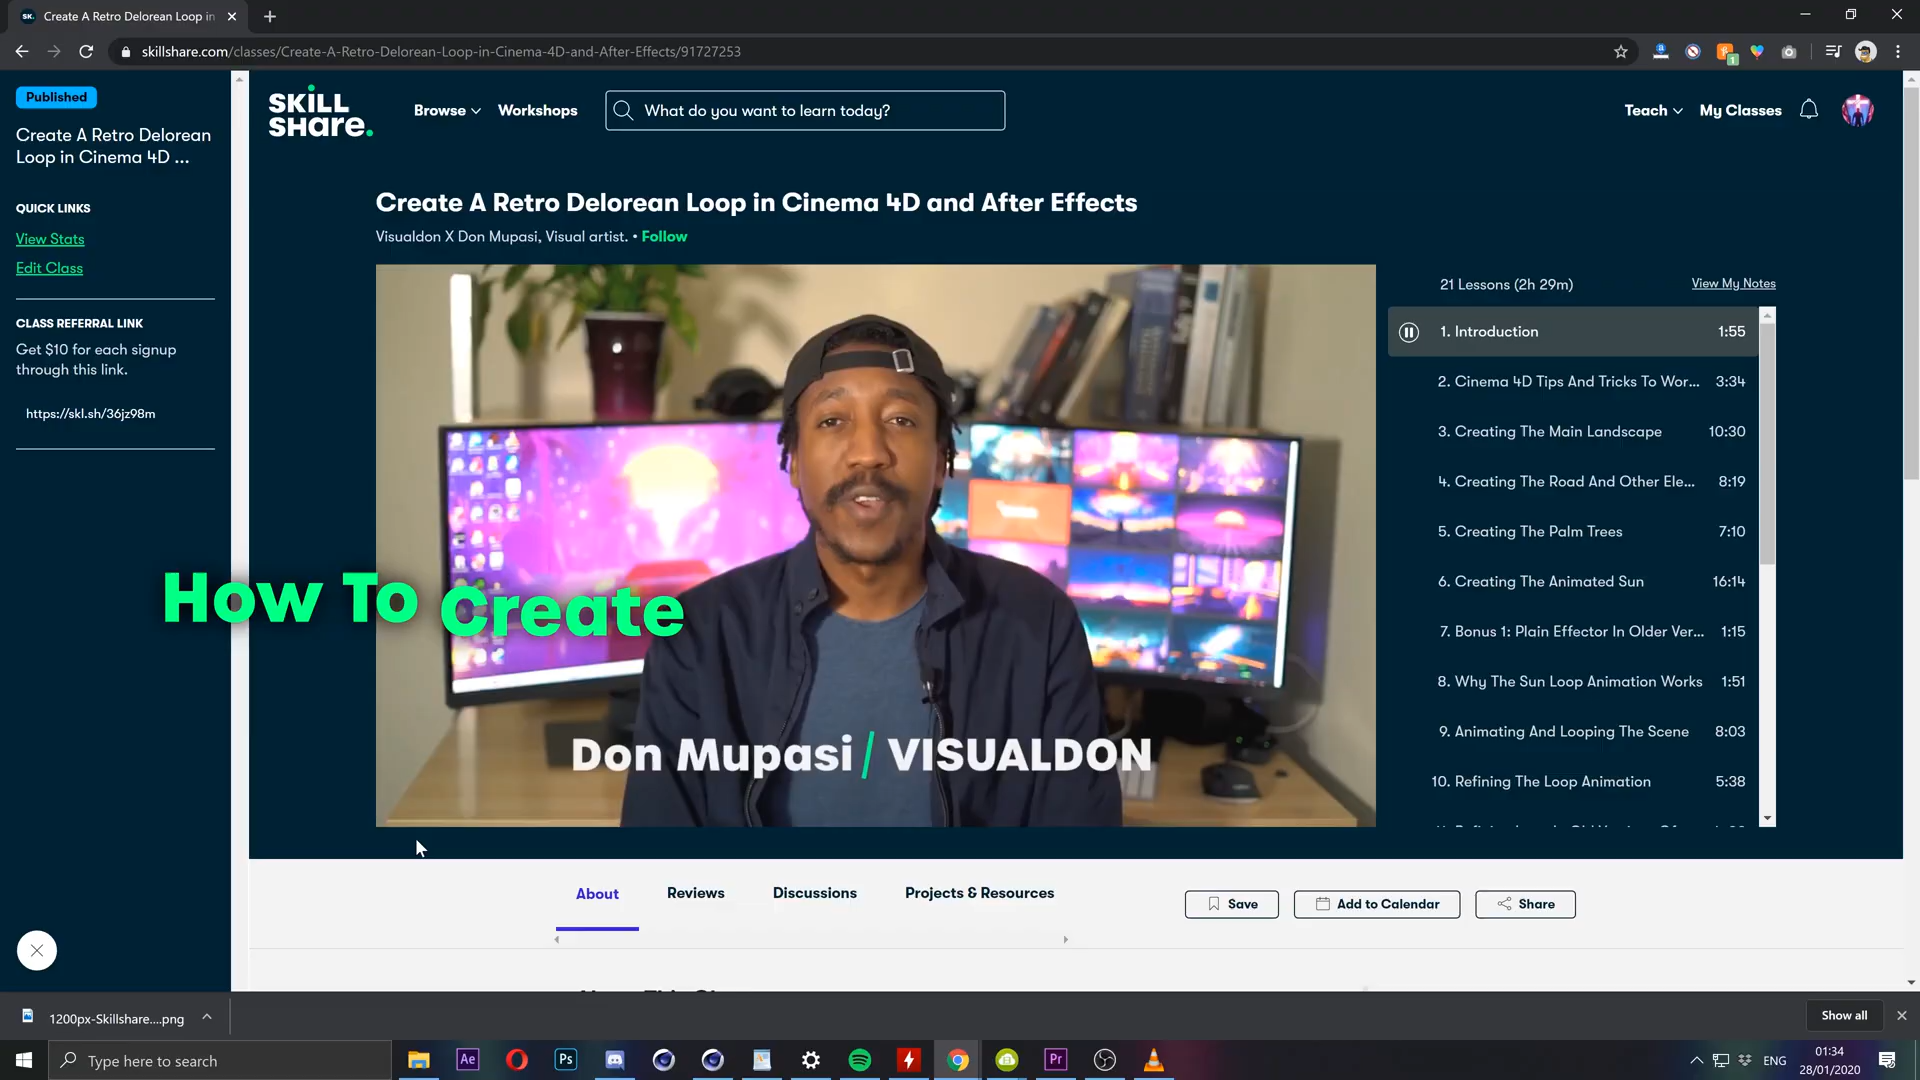 Create A Retro Delorean Loop in
skillshare.com/classes/Create-A-Retro-Delorean-Loop-in-Cinema-4D-and-After-Effects/91727253
1
Published
Create A Retro Delorean
Loop in Cinema 4D ...
QUICK LINKS
View Stats
Edit Class
CLASS REFERRAL LINK
Get $10 for each signup
through this link.
https://skl.sh/36jz98m
SKILL
SHare.
Browse
Workshops
What do you want to learn today?
Teach
My Classes
Create A Retro Delorean Loop in Cinema 4D and After Effects
Visualdon X Don Mupasi, Visual artist. • Follow
21 Lessons (2h 29m)
View My Notes
1. Introduction 1:55
2. Cinema 4D Tips And Tricks To Wor... 3:34
3. Creating The Main Landscape 10:30
4. Creating The Road And Other Ele... 8:19
5. Creating The Palm Trees 7:10
6. Creating The Animated Sun 16:14
7. Bonus 1: Plain Effector In Older Ver... 1:15
8. Why The Sun Loop Animation Works 1:51
9. Animating And Looping The Scene 8:03
10. Refining The Loop Animation 5:38
How To Create
Don Mupasi / VISUALDON
About
Reviews
Discussions
Projects & Resources
Save
Add to Calendar
Share
1200px-Skillshare....png
Show all
Type here to search
Ae
Ps
Pr
ENG
01:34
28/01/2020